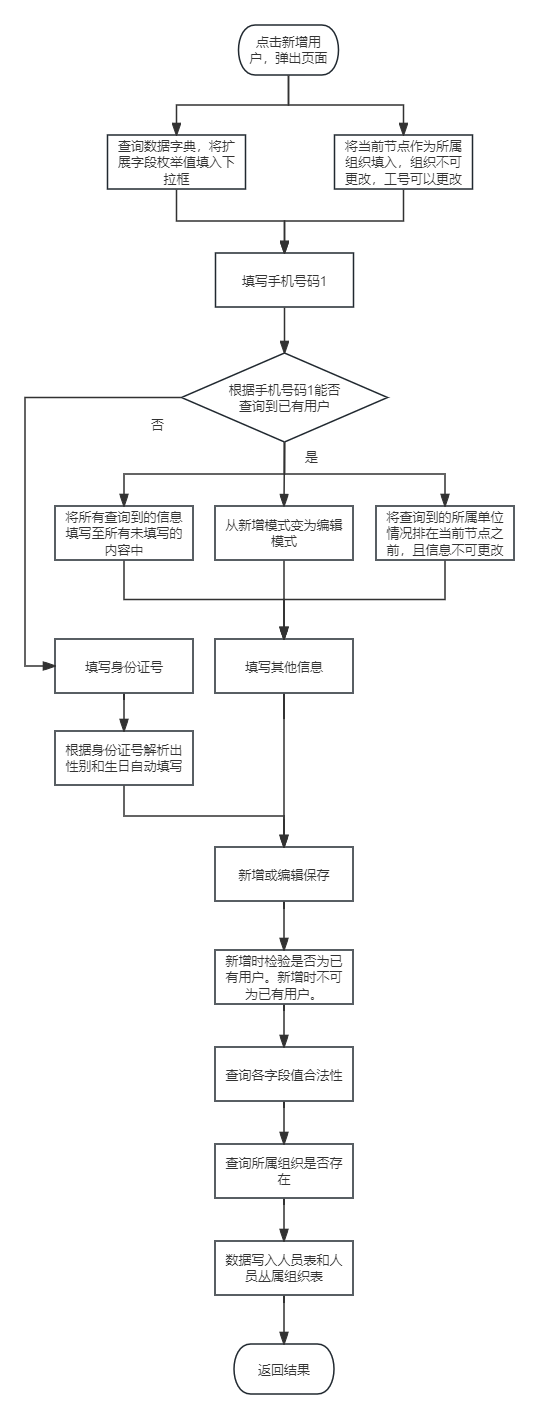 点击新增用
户，弹出页面
查询数据字典，将扩
展字段枚举值填入下
拉框
将当前节点作为所属
组织填入，组织不可
更改，工号可以更改
填写手机号码1
根据手机号码1能否
查询到已有用户
否
是
将所有查询到的信息
填写至所有未填写的
内容中
从新增模式变为编辑
模式
将查询到的所属单位
情况排在当前节点之
前，且信息不可更改
填写身份证号
填写其他信息
根据身份证号解析出
性别和生日自动填写
新增或编辑保存
新增时检验是否为已
有用户。新增时不可
为已有用户。
查询各字段值合法性
查询所属组织是否存
在
数据写入人员表和人
员从属组织表
返回结果